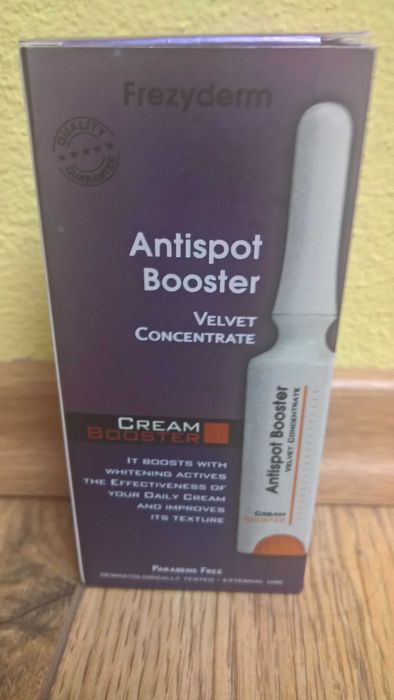 Frezyderm
QUALITY
GUARANTEE
Antispot
Booster
VELVET
CONCENTRATE
CREAM
BOOSTER
IT BOOSTS WITH
WHITENING ACTIVES
THE EFFECTIVENESS OF
YOUR DAILY CREAM
AND IMPROVES
ITS TEXTURE
PARABENS FREE
DERMATOLOGICALLY TESTED • EXTERNAL USE
Antispot Booster
VELVET CONCENTRATE
CREAM
BOOSTER